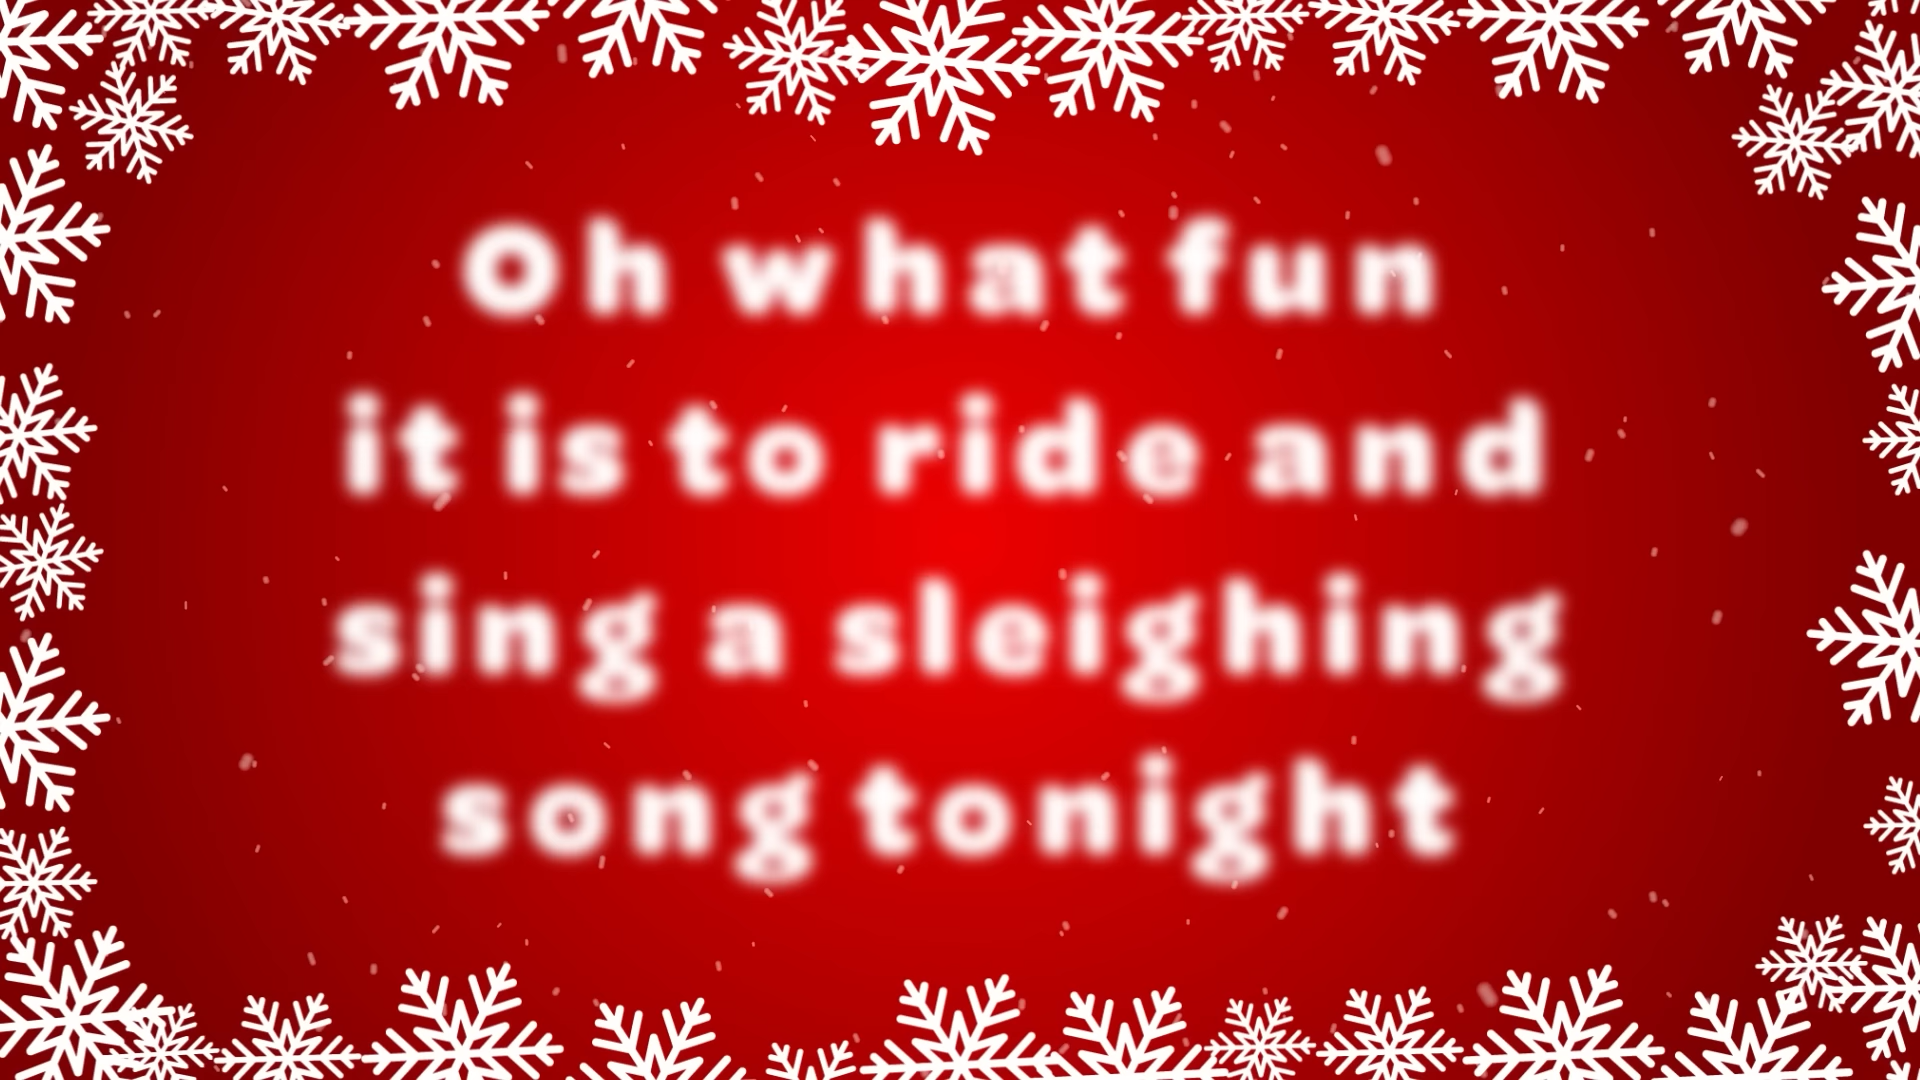 Oh what fun
it is to ride and
sing a sleighing
song tonight